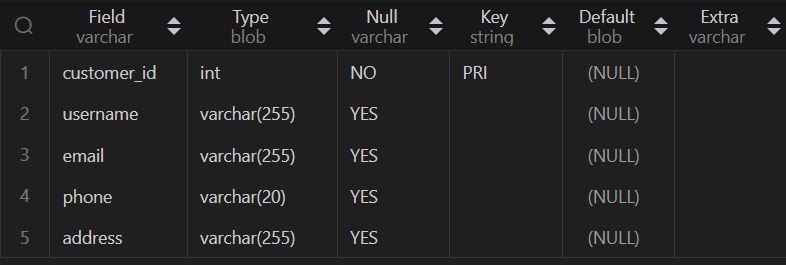 Field Type Null Key Default Extra
varchar blob varchar string blob varchar
1 customer_id int NO PRI (NULL)
2 username varchar(255) YES (NULL)
3 email varchar(255) YES (NULL)
4 phone varchar(20) YES (NULL)
5 address varchar(255) YES (NULL)